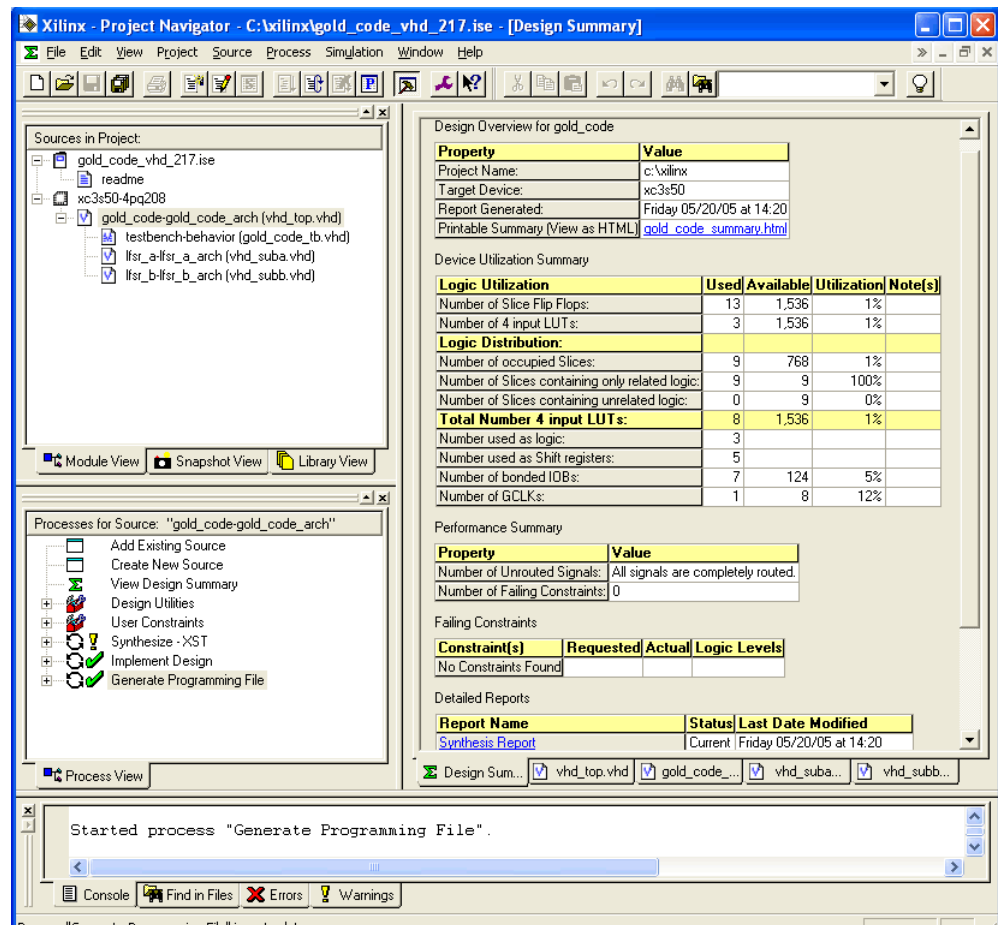 Xilinx - Project Navigator - C:\xilinx\gold_code_vhd_217.ise - [Design Summary]
File Edit View Project Source Process Simulation Window Help
Sources in Project:
gold_code_vhd_217.ise
readme
xc3s50-4pq208
gold_code-gold_code_arch (vhd_top.vhd)
testbench-behavior (gold_code_tb.vhd)
lfsr_a-lfsr_a_arch (vhd_suba.vhd)
lfsr_b-lfsr_b_arch (vhd_subb.vhd)
Module View Snapshot View Library View
Processes for Source: "gold_code-gold_code_arch"
Add Existing Source
Create New Source
View Design Summary
Design Utilities
User Constraints
Synthesize - XST
Implement Design
Generate Programming File
Process View
Design Overview for gold_code
Property Value
Project Name: c:\xilinx
Target Device: xc3s50
Report Generated: Friday 05/20/05 at 14:20
Printable Summary (View as HTML) gold_code_summary.html
Device Utilization Summary
Logic Utilization Used Available Utilization Note(s)
Number of Slice Flip Flops: 13 1,536 1%
Number of 4 input LUTs: 3 1,536 1%
Logic Distribution:
Number of occupied Slices: 9 768 1%
Number of Slices containing only related logic: 9 9 100%
Number of Slices containing unrelated logic: 0 9 0%
Total Number 4 input LUTs: 8 1,536 1%
Number used as logic: 3
Number used as Shift registers: 5
Number of bonded IOBs: 7 124 5%
Number of GCLKs: 1 8 12%
Performance Summary
Property Value
Number of Unrouted Signals: All signals are completely routed.
Number of Failing Constraints: 0
Failing Constraints
Constraint(s) Requested Actual Logic Levels
No Constraints Found
Detailed Reports
Report Name Status Last Date Modified
Synthesis Report Current Friday 05/20/05 at 14:20
Design Sum... vhd_top.vhd gold_code_... vhd_suba... vhd_subb...
Started process "Generate Programming File".
Console Find in Files Errors Warnings